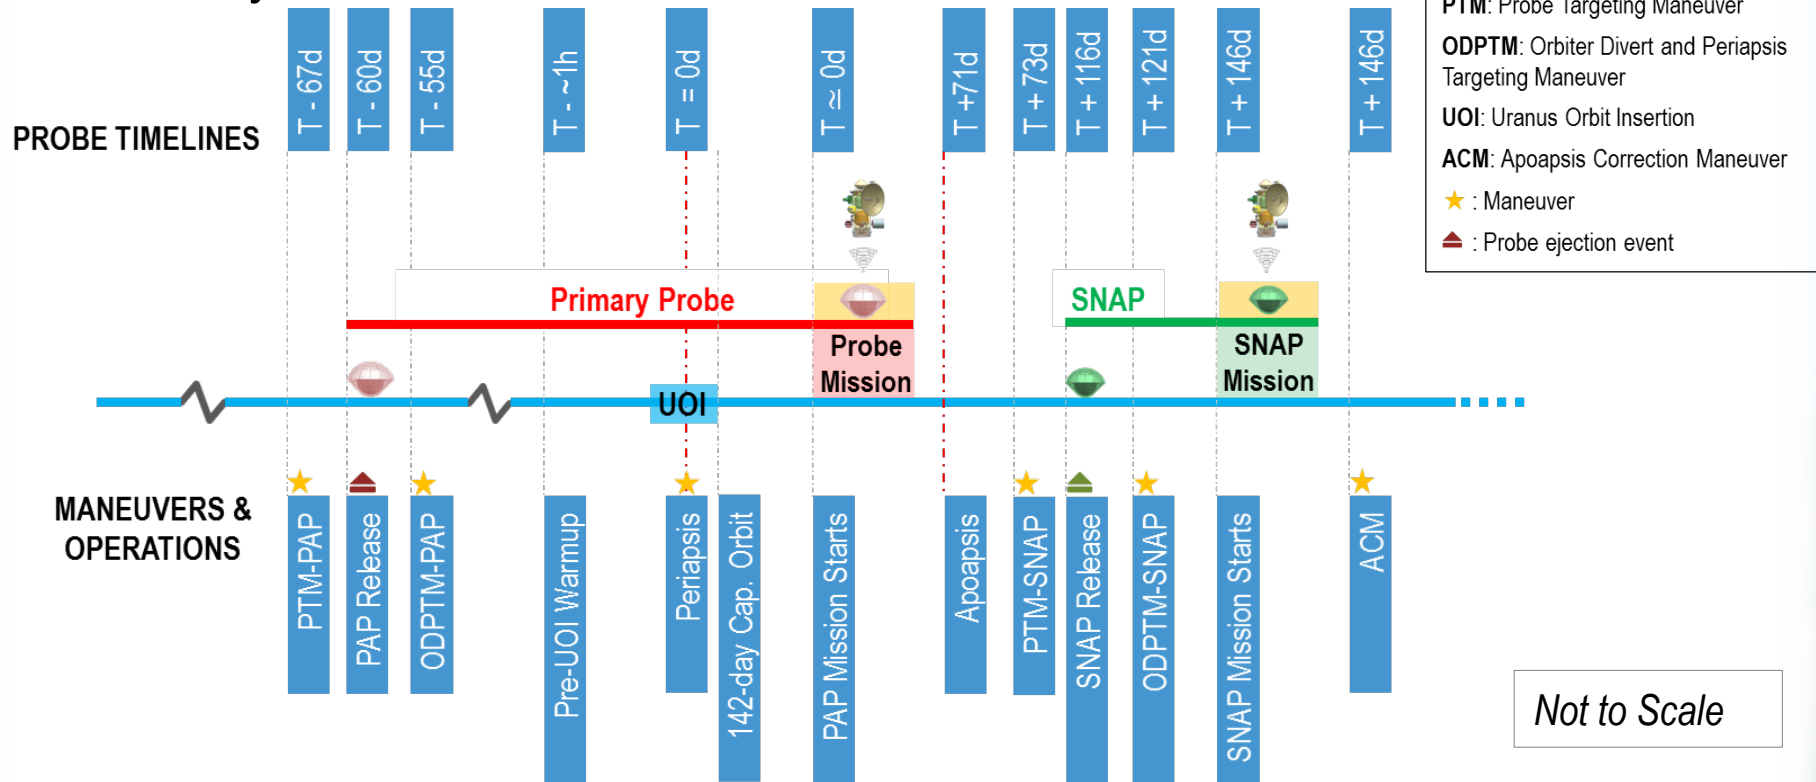 T - 67d
T - 60d
T - 55d
T - ~1h
T = 0d
T ≃ 0d
T +71d
T + 73d
T + 116d
T + 121d
T + 146d
T + 146d
PTM: Probe Targeting Maneuver
ODPTM: Orbiter Divert and Periapsis
Targeting Maneuver
UOI: Uranus Orbit Insertion
ACM: Apoapsis Correction Maneuver
: Maneuver
: Probe ejection event
PROBE TIMELINES
Primary Probe
SNAP
Probe
Mission
SNAP
Mission
UOI
MANEUVERS &
OPERATIONS
PTM-PAP
PAP Release
ODPTM-PAP
Pre-UOI Warmup
Periapsis
142-day Cap. Orbit
PAP Mission Starts
Apoapsis
PTM-SNAP
SNAP Release
ODPTM-SNAP
SNAP Mission Starts
ACM
Not to Scale